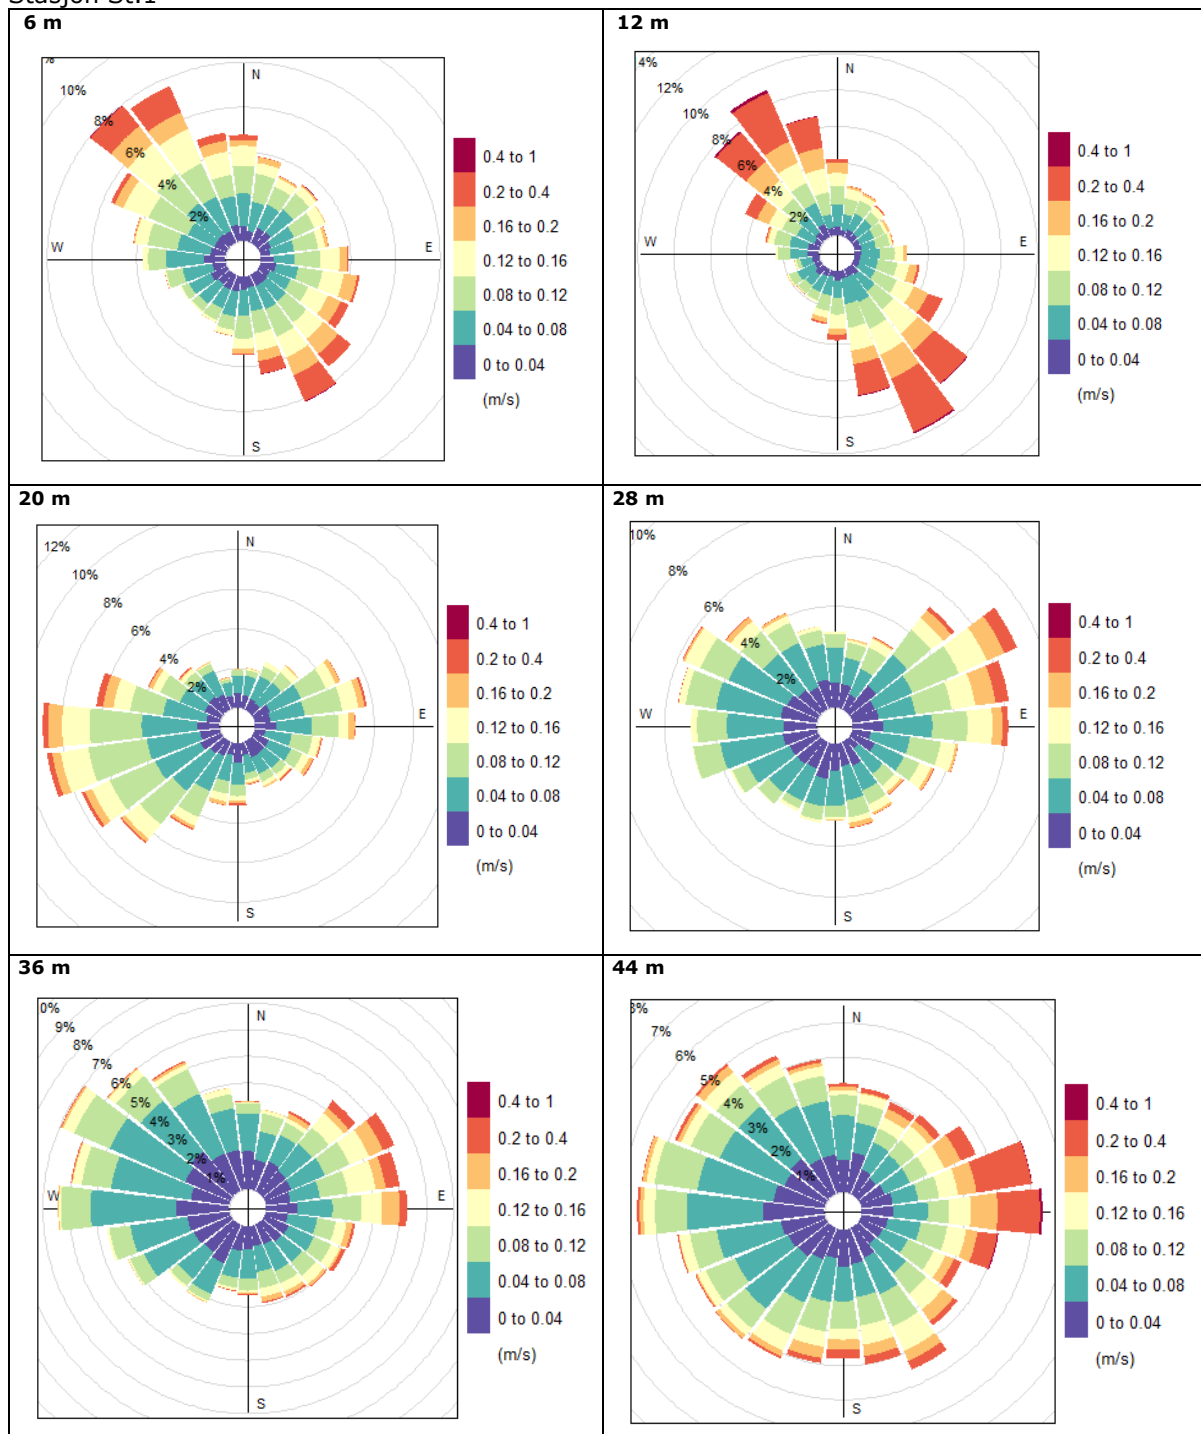 Stasjon St.1
6 m
%
10%
8%
6%
4%
2%
N
W
E
S
0.4 to 1
0.2 to 0.4
0.16 to 0.2
0.12 to 0.16
0.08 to 0.12
0.04 to 0.08
0 to 0.04
(m/s)
12 m
4%
12%
10%
8%
6%
4%
2%
N
W
E
S
0.4 to 1
0.2 to 0.4
0.16 to 0.2
0.12 to 0.16
0.08 to 0.12
0.04 to 0.08
0 to 0.04
(m/s)
20 m
12%
10%
8%
6%
4%
2%
N
W
E
S
0.4 to 1
0.2 to 0.4
0.16 to 0.2
0.12 to 0.16
0.08 to 0.12
0.04 to 0.08
0 to 0.04
(m/s)
28 m
10%
8%
6%
4%
2%
N
W
E
S
0.4 to 1
0.2 to 0.4
0.16 to 0.2
0.12 to 0.16
0.08 to 0.12
0.04 to 0.08
0 to 0.04
(m/s)
36 m
0%
9%
8%
7%
6%
5%
4%
3%
2%
1%
N
W
E
S
0.4 to 1
0.2 to 0.4
0.16 to 0.2
0.12 to 0.16
0.08 to 0.12
0.04 to 0.08
0 to 0.04
(m/s)
44 m
8%
7%
6%
5%
4%
3%
2%
1%
N
W
E
S
0.4 to 1
0.2 to 0.4
0.16 to 0.2
0.12 to 0.16
0.08 to 0.12
0.04 to 0.08
0 to 0.04
(m/s)